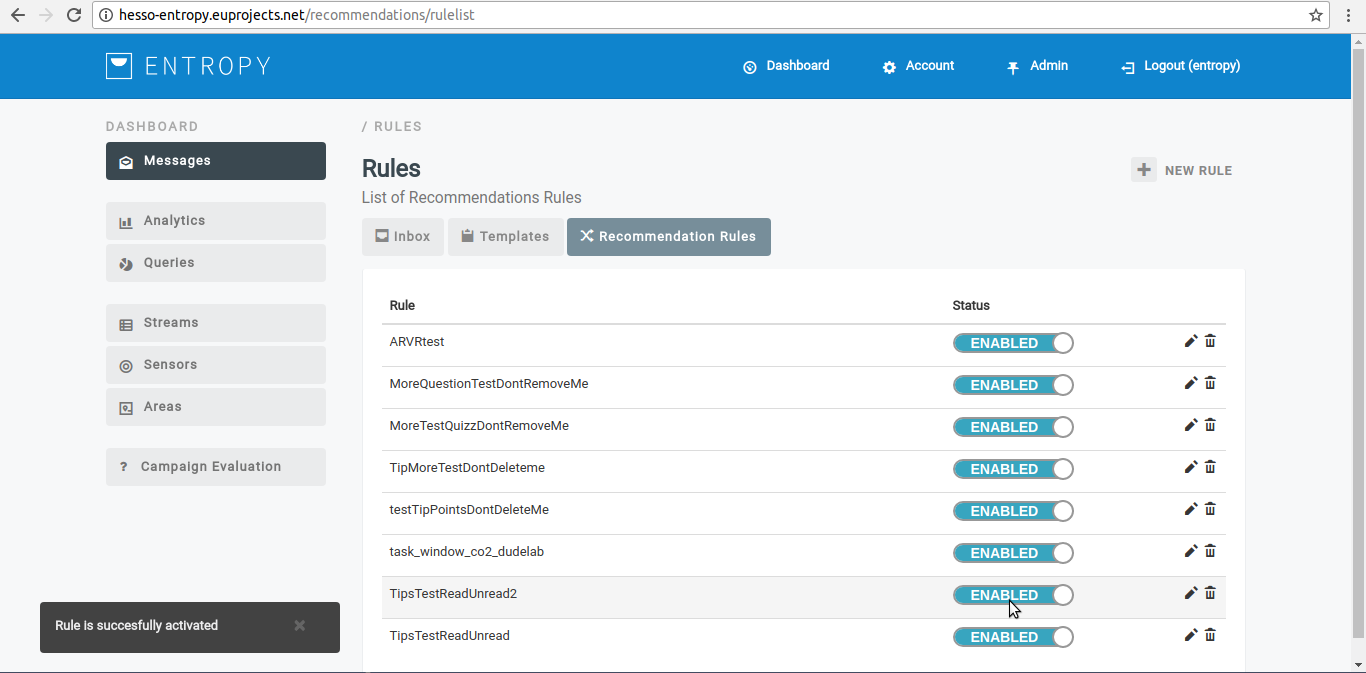 hesso-entropy.euprojects.net/recommendations/rulelist
ENTROPY
Dashboard
Account
Admin
Logout (entropy)
DASHBOARD
Messages
Analytics
Queries
Streams
Sensors
Areas
? Campaign Evaluation
/ RULES
Rules
+ NEW RULE
List of Recommendations Rules
Inbox
Templates
Recommendation Rules
Rule Status
ARVRtest ENABLED
MoreQuestionTestDontRemoveMe ENABLED
MoreTestQuizzDontRemoveMe ENABLED
TipMoreTestDontDeleteme ENABLED
testTipPointsDontDeleteMe ENABLED
task_window_co2_dudelab ENABLED
TipsTestReadUnread2 ENABLED
TipsTestReadUnread ENABLED
Rule is succesfully activated